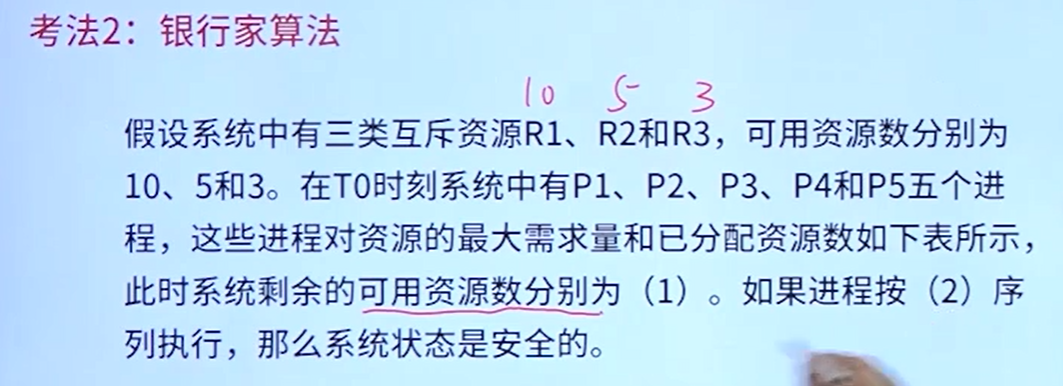 考法2：银行家算法
10 5 3
假设系统中有三类互斥资源R1、R2和R3，可用资源数分别为
10、5和3。在T0时刻系统中有P1、P2、P3、P4和P5五个进
程，这些进程对资源的最大需求量和已分配资源数如下表所示，
此时系统剩余的可用资源数分别为（1）。如果进程按（2）序
列执行，那么系统状态是安全的。